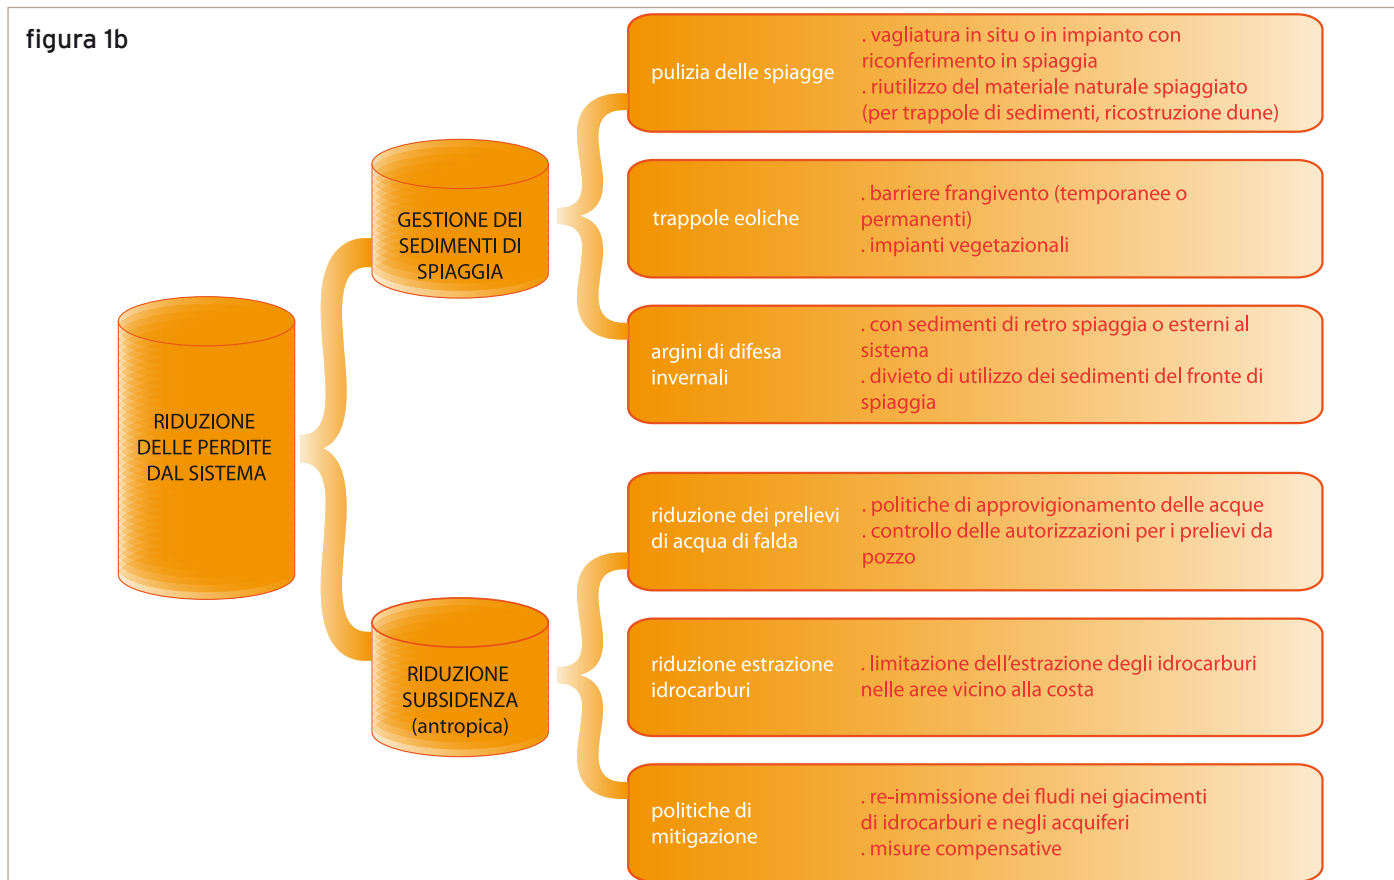 figura 1b
RIDUZIONE
DELLE PERDITE
DAL SISTEMA
GESTIONE DEI
SEDIMENTI DI
SPIAGGIA
pulizia delle spiagge
. vagliatura in situ o in impianto con
riconferimento in spiaggia
. riutilizzo del materiale naturale spiaggiato
(per trappole di sedimenti, ricostruzione dune)
trappole eoliche
. barriere frangivento (temporanee o
permanenti)
. impianti vegetazionali
argini di difesa
invernali
. con sedimenti di retro spiaggia o esterni al
sistema
. divieto di utilizzo dei sedimenti del fronte di
spiaggia
RIDUZIONE
SUBSIDENZA
(antropica)
riduzione dei prelievi
di acqua di falda
. politiche di approvigionamento delle acque
. controllo delle autorizzazioni per i prelievi da
pozzo
riduzione estrazione
idrocarburi
. limitazione dell'estrazione degli idrocarburi
nelle aree vicino alla costa
politiche di
mitigazione
. re-immissione dei fludi nei giacimenti
di idrocarburi e negli acquiferi
. misure compensative